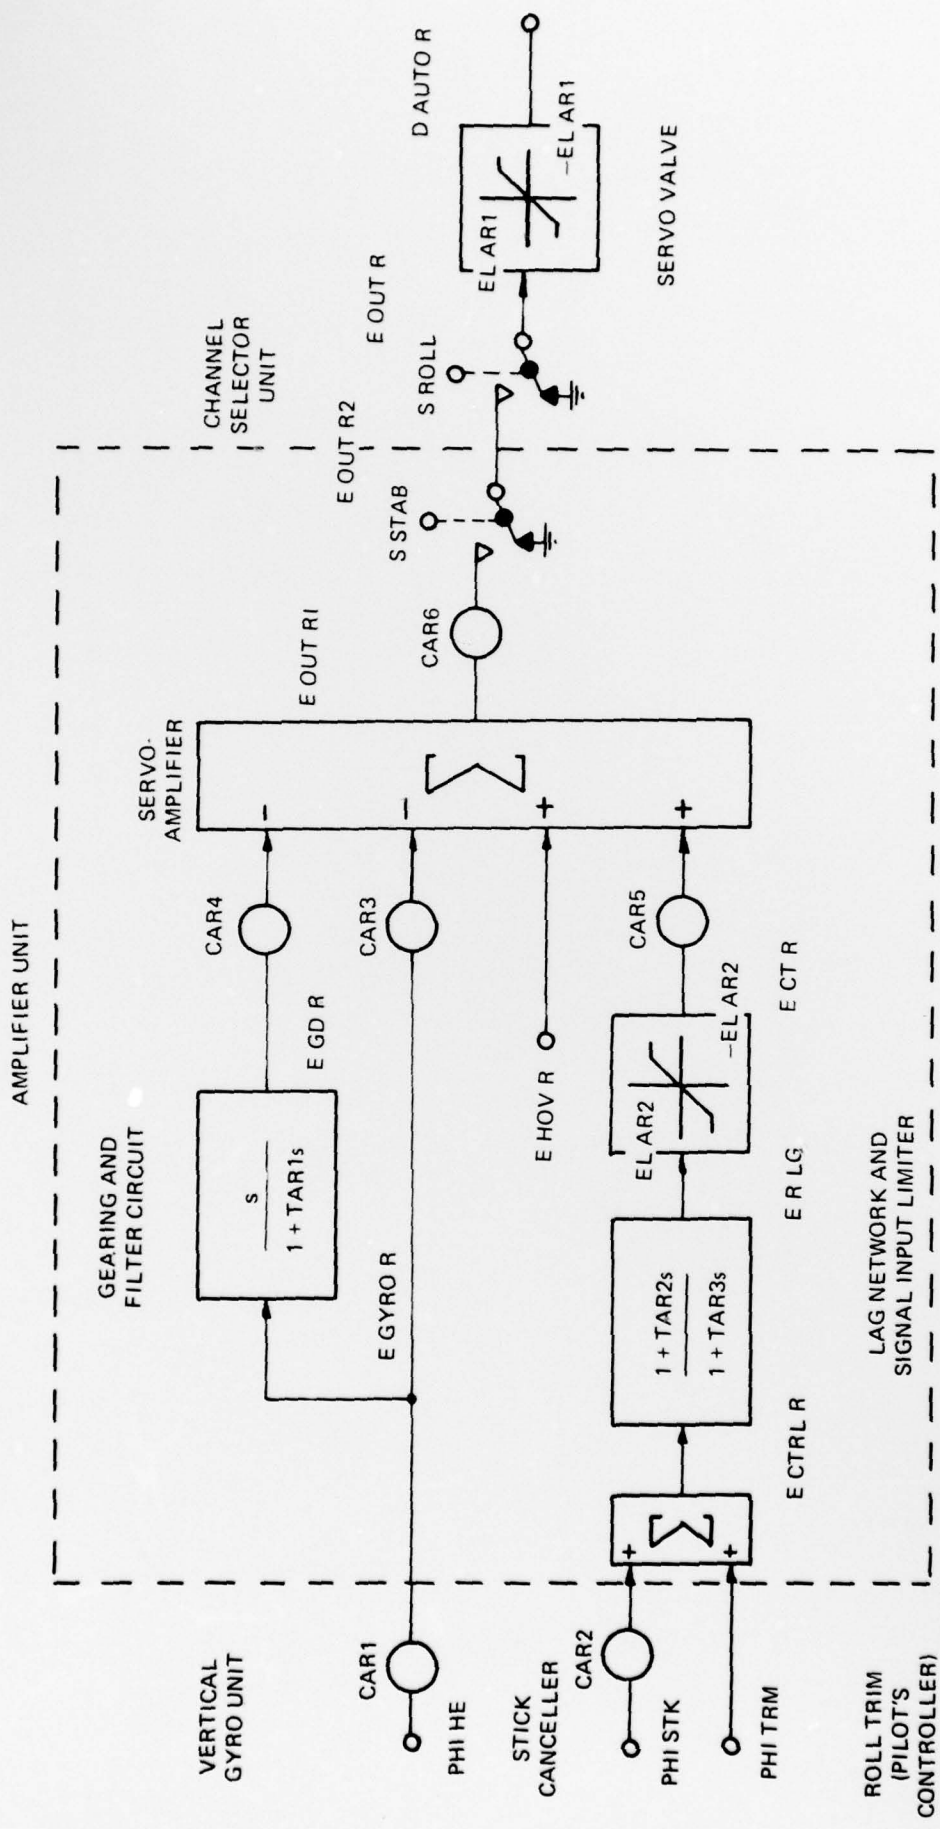 AMPLIFIER UNIT
VERTICAL
GYRO UNIT
GEARING AND
FILTER CIRCUIT
SERVO-
AMPLIFIER
CHANNEL
SELECTOR
UNIT
s
1 + TAR1s
E GD R
CAR4
−
E OUT R1
E OUT R2
E OUT R
D AUTO R
CAR1
PHI HE
E GYRO R
CAR3
−
Σ
CAR6
S STAB
S ROLL
EL AR1
−EL AR1
SERVO VALVE
STICK
CANCELLER
E HOV R
+
CAR2
PHI STK
+
Σ
+
PHI TRM
1 + TAR2s
1 + TAR3s
EL AR2
−EL AR2
CAR5
+
E CTRL R
E R LG
E CT R
ROLL TRIM
(PILOT'S
CONTROLLER)
LAG NETWORK AND
SIGNAL INPUT LIMITER